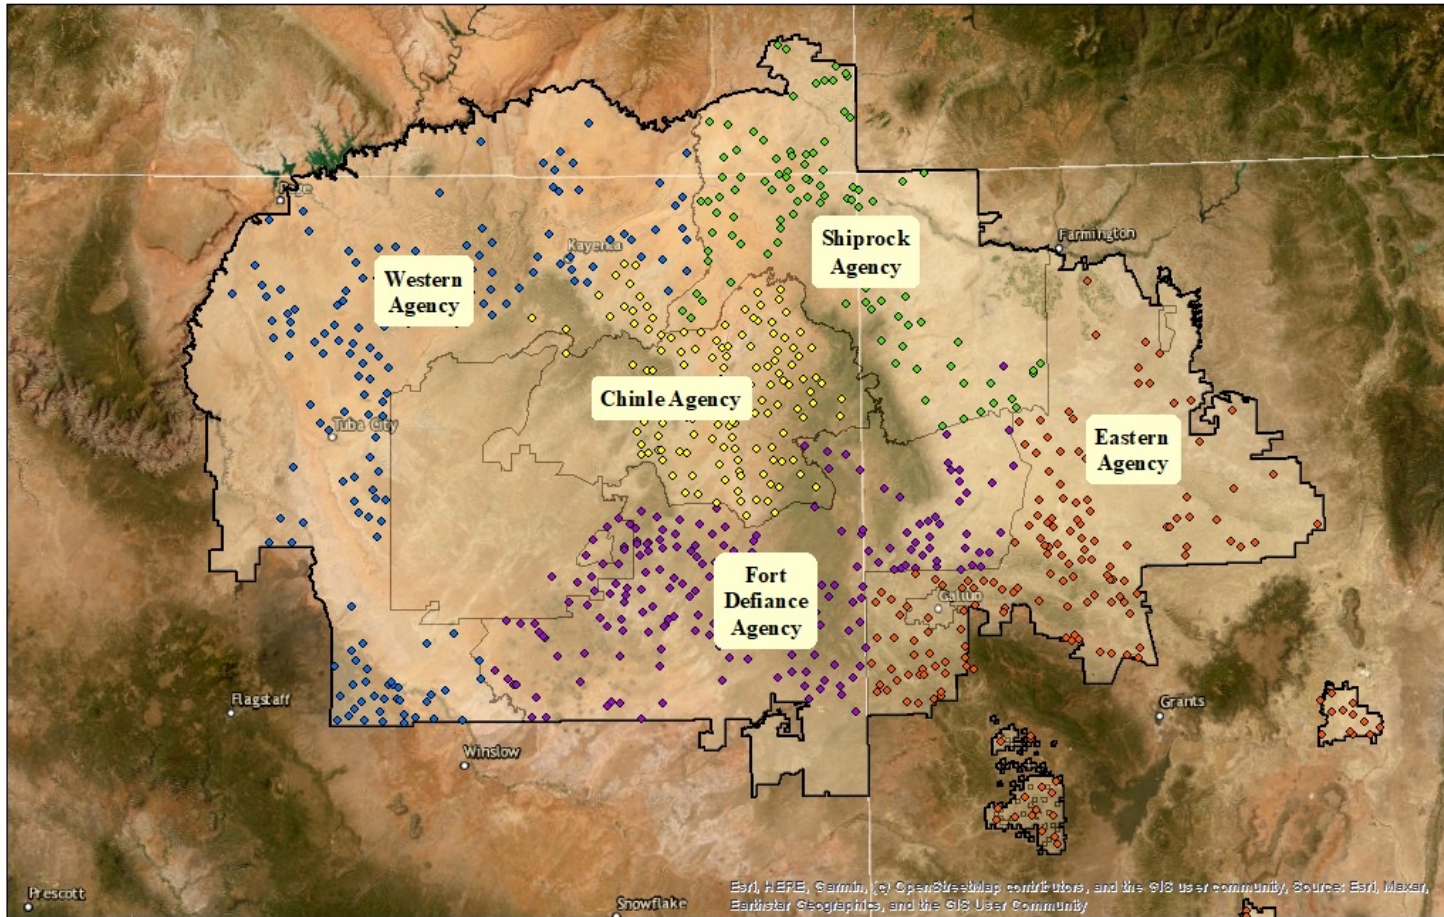 Page
Farmington
Shiprock
Agency
Kayenta
Western
Agency
Chinle Agency
Tuba City
Eastern
Agency
Fort
Defiance
Agency
Gallup
Flagstaff
Grants
Winslow
Esri, HERE, Garmin, (c) OpenStreetMap contributors, and the GIS user community, Source: Esri, Maxar,
Earthstar Geographics, and the GIS User Community
Prescott
Snowflake